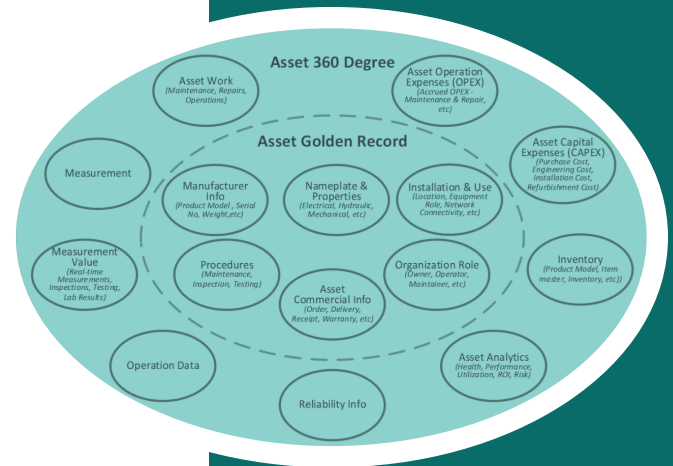 Asset 360 Degree
Asset Work
(Maintenance, Repairs,
Operations)
Asset Operation
Expenses (OPEX)
(Accrued OPEX -
Maintenance & Repair,
etc)
Asset Golden Record
Asset Capital
Expenses (CAPEX)
(Purchase Cost,
Engineering Cost,
Installation Cost,
Refurbishment Cost)
Measurement
Manufacturer
Info
(Product Model , Serial
No, Weight,etc)
Nameplate &
Properties
(Electrical, Hydraulic,
Mechanical, etc)
Installation & Use
(Location, Equipment
Role, Network
Connectivity, etc)
Measurement
Value
(Real-time
Measurements,
Inspections, Testing,
Lab Results)
Procedures
(Maintenance,
Inspection, Testing)
Asset
Commercial Info
(Order, Delivery,
Receipt, Warranty, etc)
Organization Role
(Owner, Operator,
Maintainer, etc)
Inventory
(Product Model, Item
master, Inventory, etc))
Operation Data
Reliability Info
Asset Analytics
(Health, Performance,
Utilization, ROI, Risk)